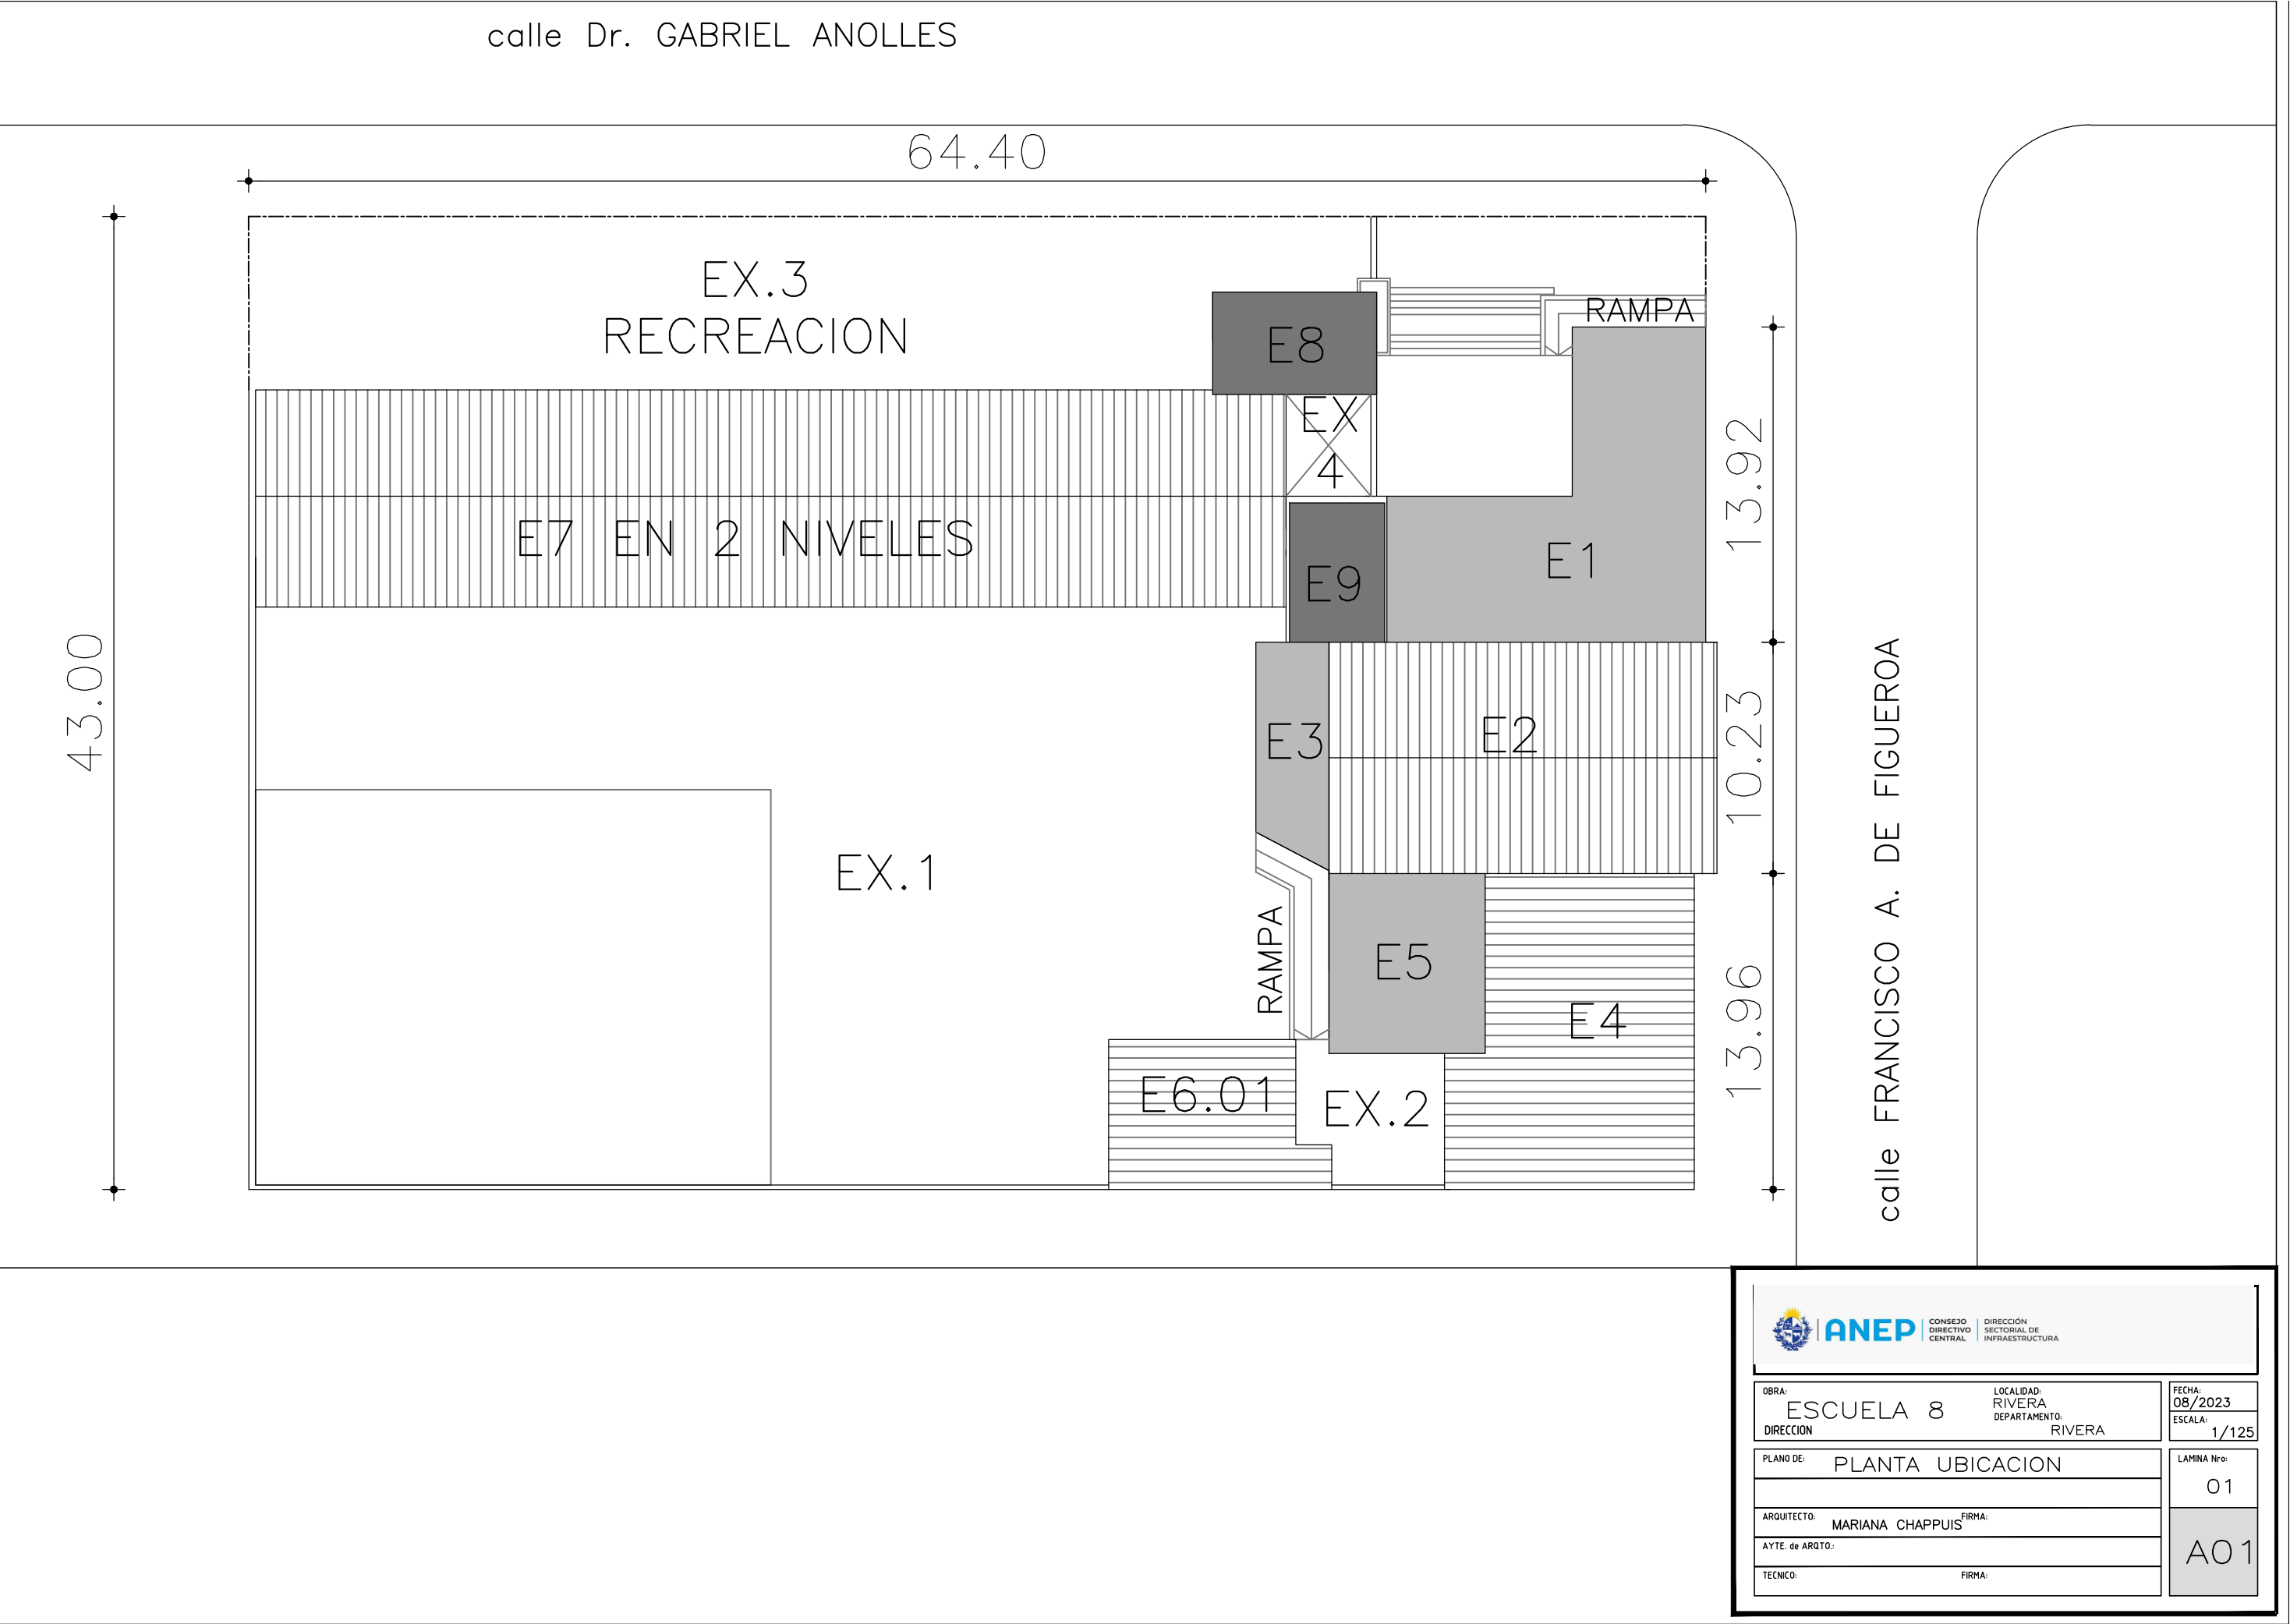 calle Dr. GABRIEL ANOLLES
64.40
EX.3
RECREACION
RAMPA
E8
EX
4
13.92
E7 EN 2 NIVELES
E1
E9
43.00
E3
E2
10.23
calle FRANCISCO A. DE FIGUEROA
EX.1
RAMPA
E5
E4
13.96
E6.01
EX.2
ANEP
CONSEJO
DIRECTIVO
CENTRAL
DIRECCIÓN
SECTORIAL DE
INFRAESTRUCTURA
OBRA:
ESCUELA 8
DIRECCION
LOCALIDAD:
RIVERA
DEPARTAMENTO:
RIVERA
FECHA:
08/2023
ESCALA:
1/125
PLANO DE: PLANTA UBICACION
LAMINA Nro:
01
ARQUITECTO: MARIANA CHAPPUIS FIRMA:
AYTE. de ARQTO.:
TECNICO: FIRMA:
A01